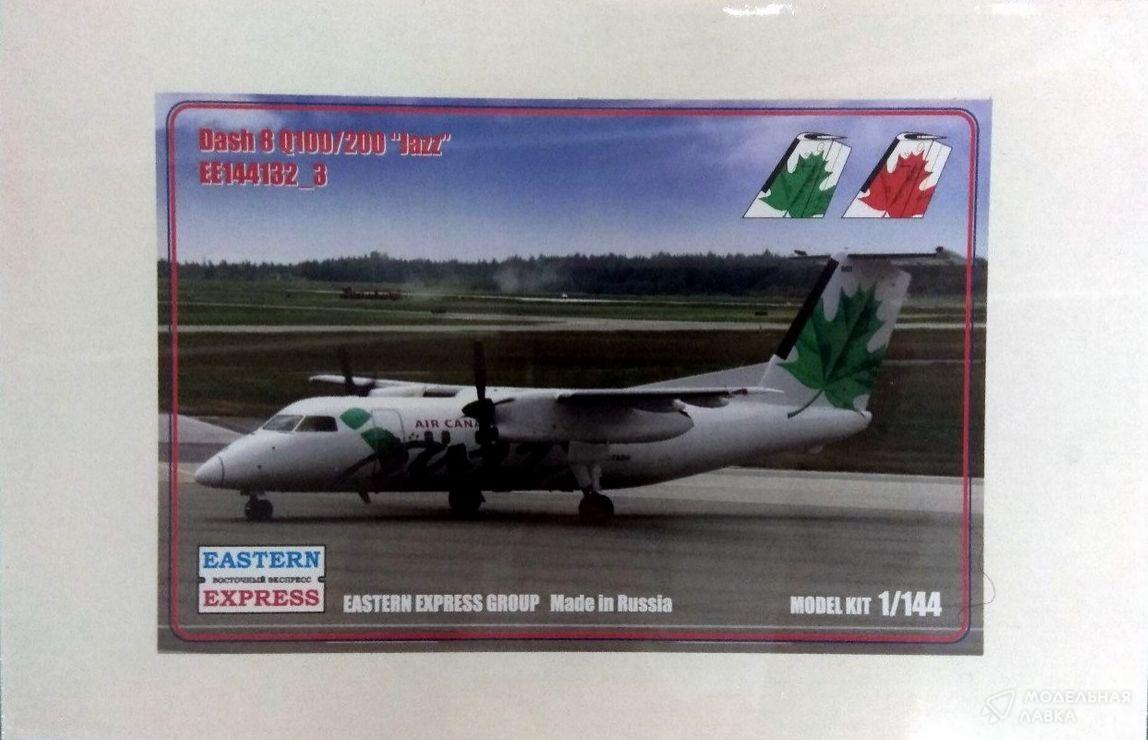 Dash 8 Q100/200 "Jazz"
EE144132_3
AIR CANA
Jazz
EASTERN
ВОСТОЧНЫЙ ЭКСПРЕСС
EXPRESS
EASTERN EXPRESS GROUP Made in Russia
MODEL KIT 1/144
МОДЕЛЬНАЯ
ЛАВКА